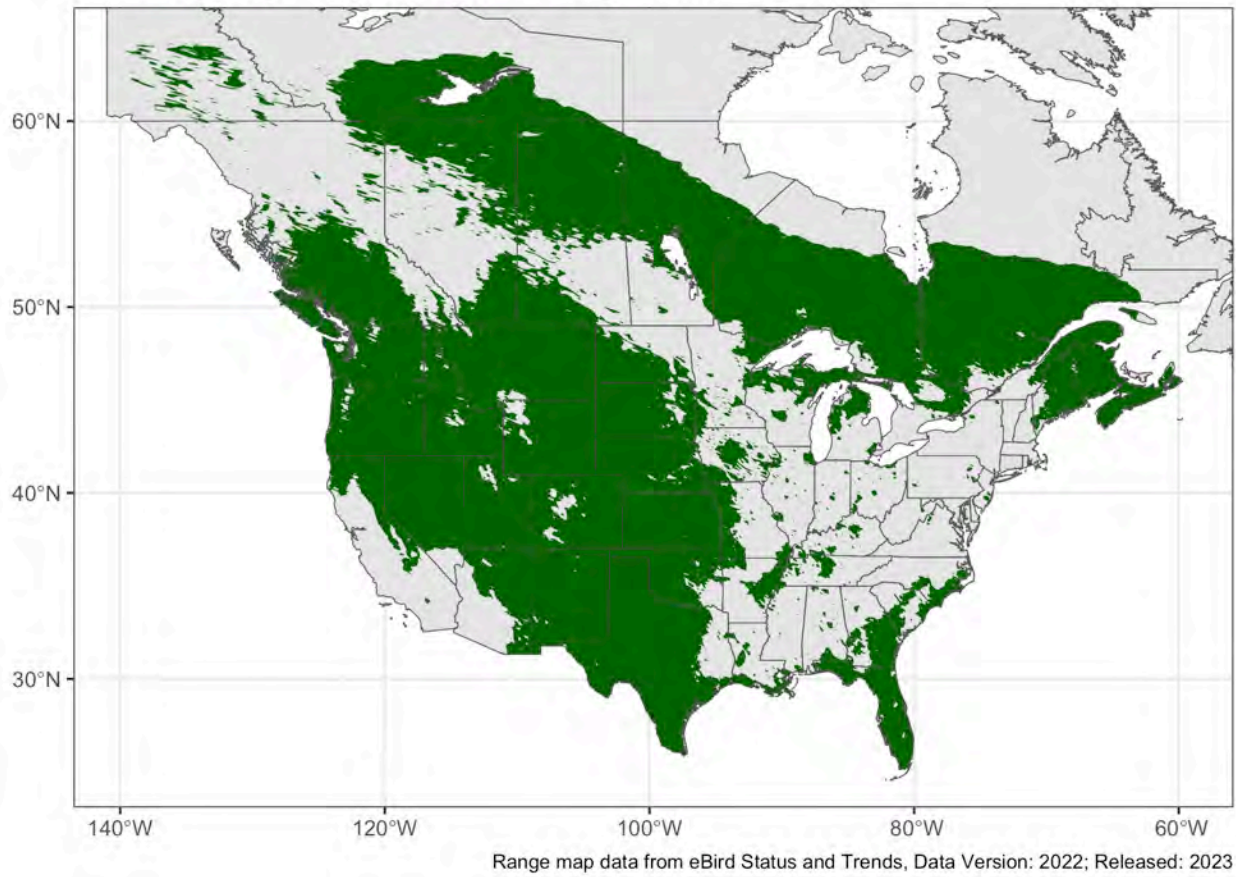 60°N
50°N
40°N
30°N
140°W 120°W 100°W 80°W 60°W
Range map data from eBird Status and Trends, Data Version: 2022; Released: 2023